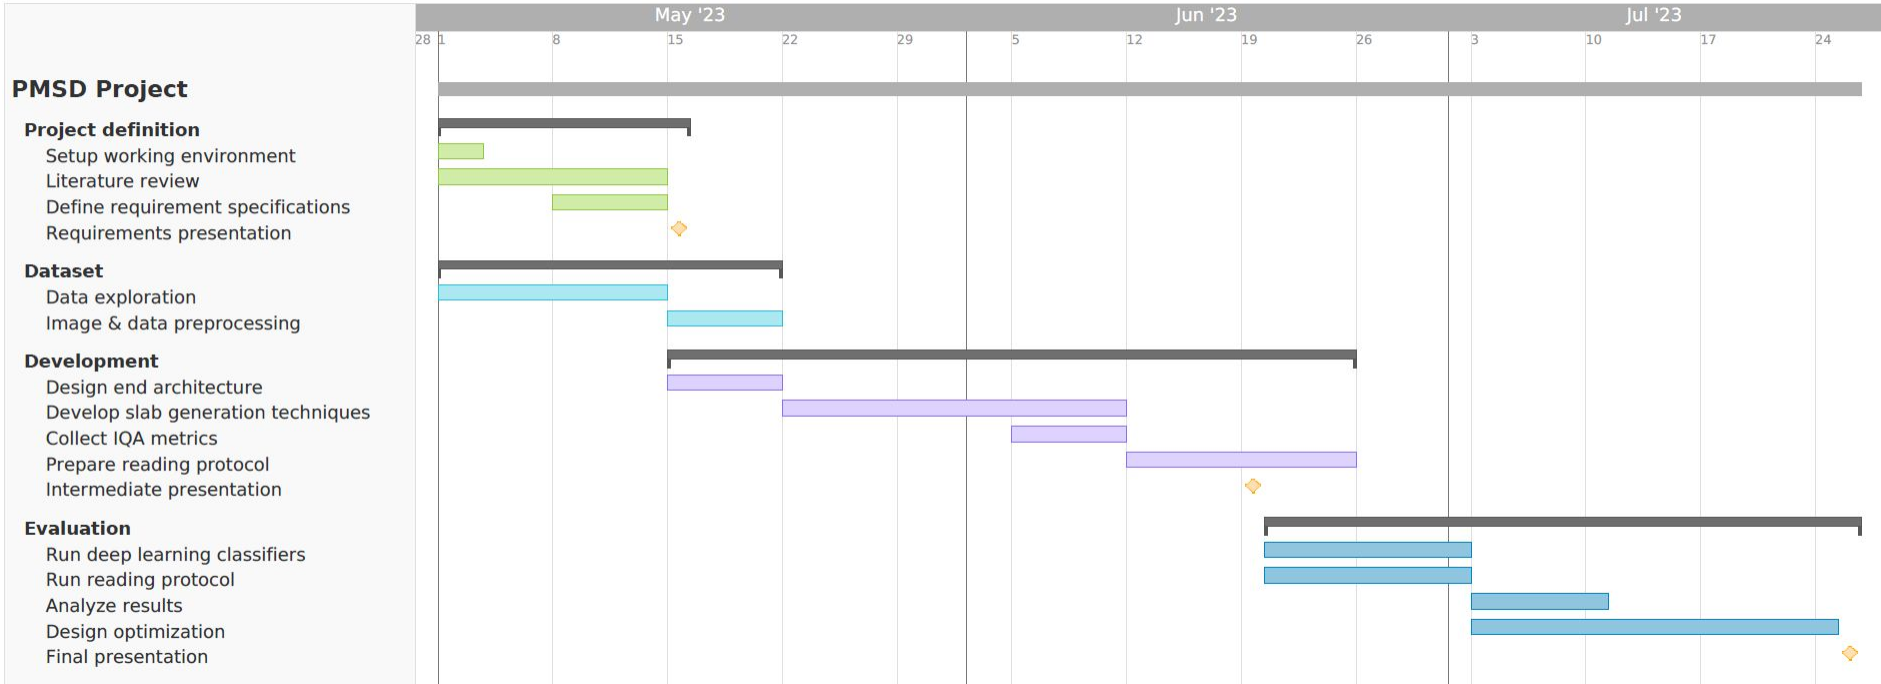 May '23 Jun '23 Jul '23
28 1 8 15 22 29 5 12 19 26 3 10 17 24
PMSD Project
Project definition
Setup working environment
Literature review
Define requirement specifications
Requirements presentation
Dataset
Data exploration
Image & data preprocessing
Development
Design end architecture
Develop slab generation techniques
Collect IQA metrics
Prepare reading protocol
Intermediate presentation
Evaluation
Run deep learning classifiers
Run reading protocol
Analyze results
Design optimization
Final presentation